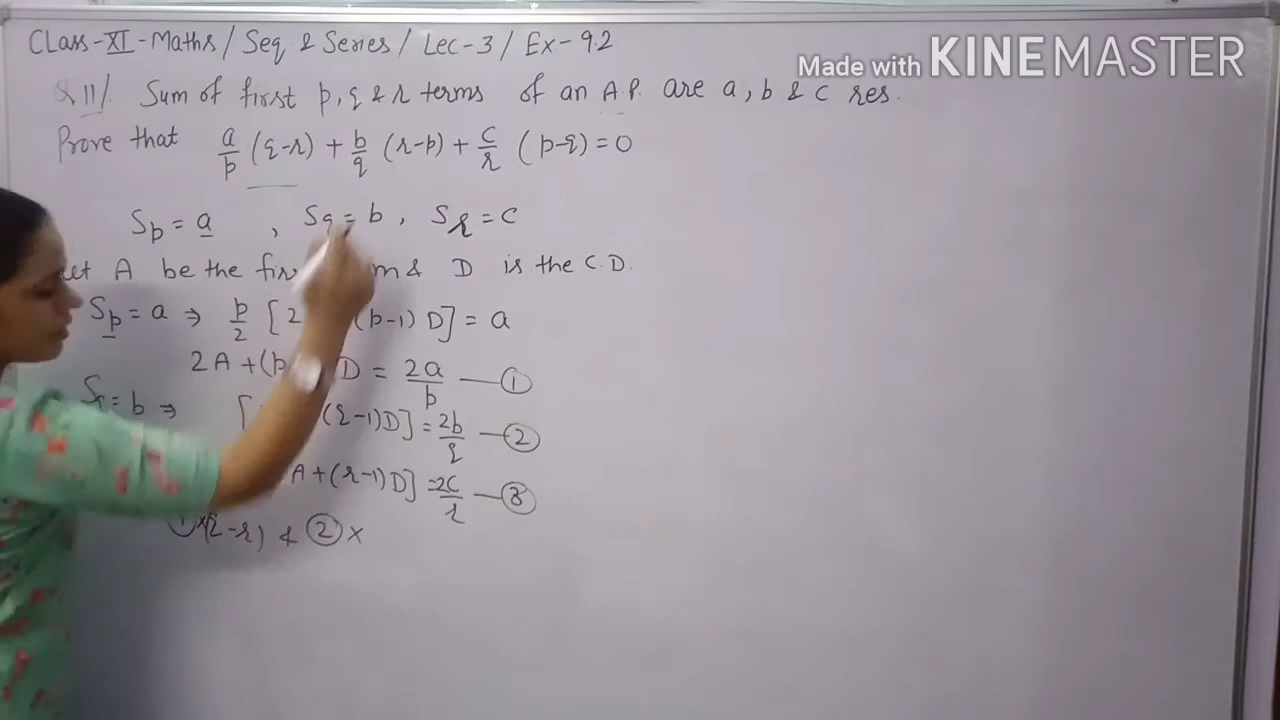 CLass-XI-Maths / Seq & Series / Lec-3 / Ex-9.2
Made with KINEMASTER
Q 11/ Sum of first p, q & r terms of an A.P. are a, b & c res.
Prove that a/p (q-r) + b/q (r-p) + c/r (p-q) = 0
Sp = a , Sq = b , Sr = c
A be the & D is the C.D.
Sp = a ⇒ p/2 [2 (p-1) D] = a
2A + ( D = 2a/p —①
= b ⇒ [ (q-1)D] = 2b/q —②
A + (r-1)D] = 2c/r —③
①×(q-r) & ②×